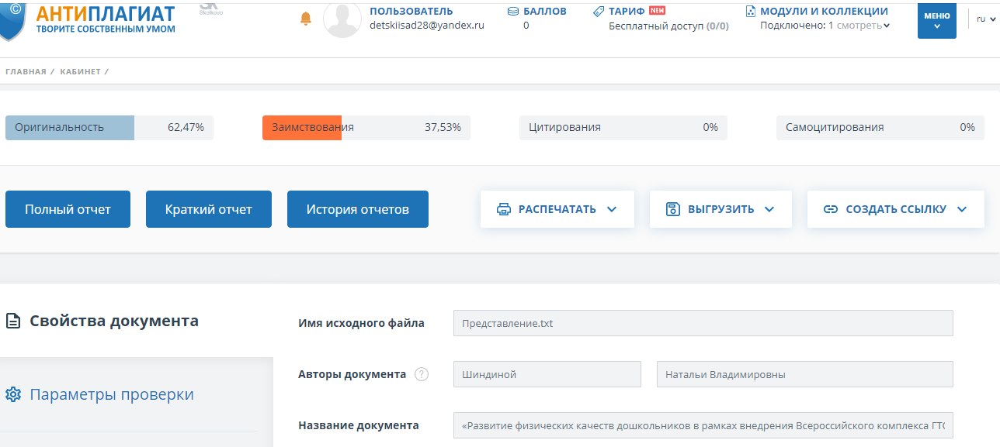 ©
АНТИПЛАГИАТ
ТВОРИТЕ СОБСТВЕННЫМ УМОМ
Sk
Skolkovo
ПОЛЬЗОВАТЕЛЬ
detskiisad28@yandex.ru
БАЛЛОВ
0
ТАРИФ NEW
Бесплатный доступ (0/0)
МОДУЛИ И КОЛЛЕКЦИИ
Подключено: 1 смотреть
МЕНЮ
ru
ГЛАВНАЯ / КАБИНЕТ /
Оригинальность 62,47%
Заимствования 37,53%
Цитирования 0%
Самоцитирования 0%
Полный отчет
Краткий отчет
История отчетов
РАСПЕЧАТАТЬ
ВЫГРУЗИТЬ
СОЗДАТЬ ССЫЛКУ
Свойства документа
Параметры проверки
Имя исходного файла Представление.txt
Авторы документа ? Шиндиной Натальи Владимировны
Название документа «Развитие физических качеств дошкольников в рамках внедрения Всероссийского комплекса ГТО